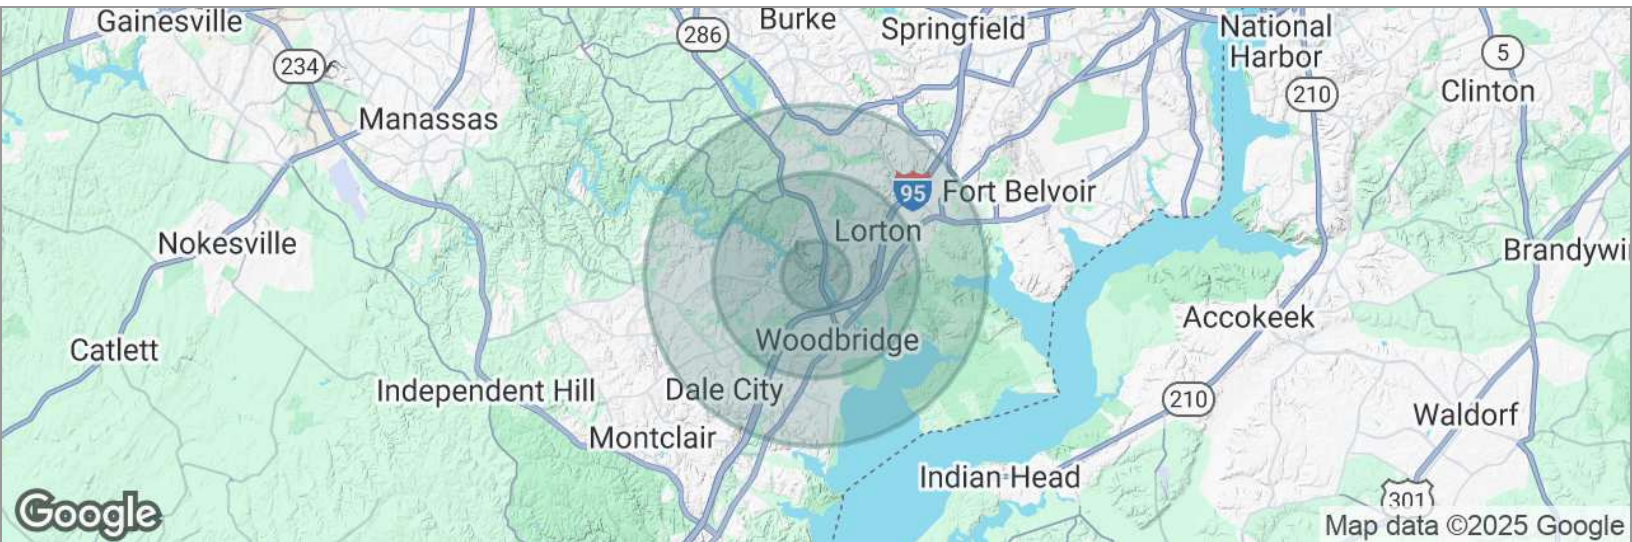 Gainesville
286
Burke
Springfield
National
Harbor
5
234
210
Clinton
Manassas
95
Fort Belvoir
Lorton
Nokesville
Brandywi
Accokeek
Woodbridge
Catlett
Independent Hill
Dale City
210
Waldorf
Montclair
Indian Head
301
Google
Map data ©2025 Google